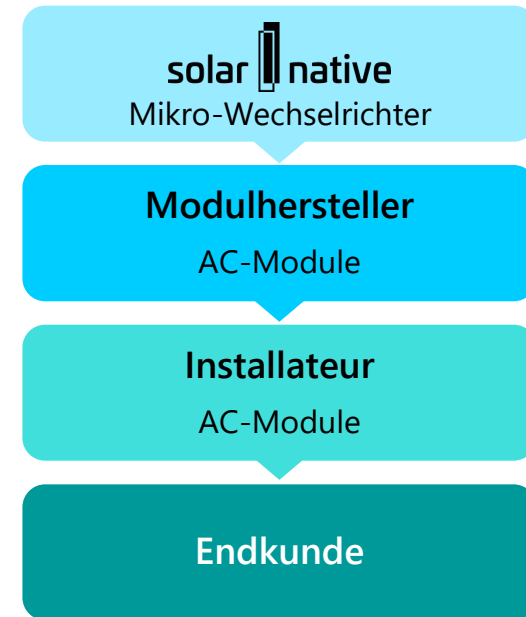 solar native
Mikro-Wechselrichter
Modulhersteller
AC-Module
Installateur
AC-Module
Endkunde